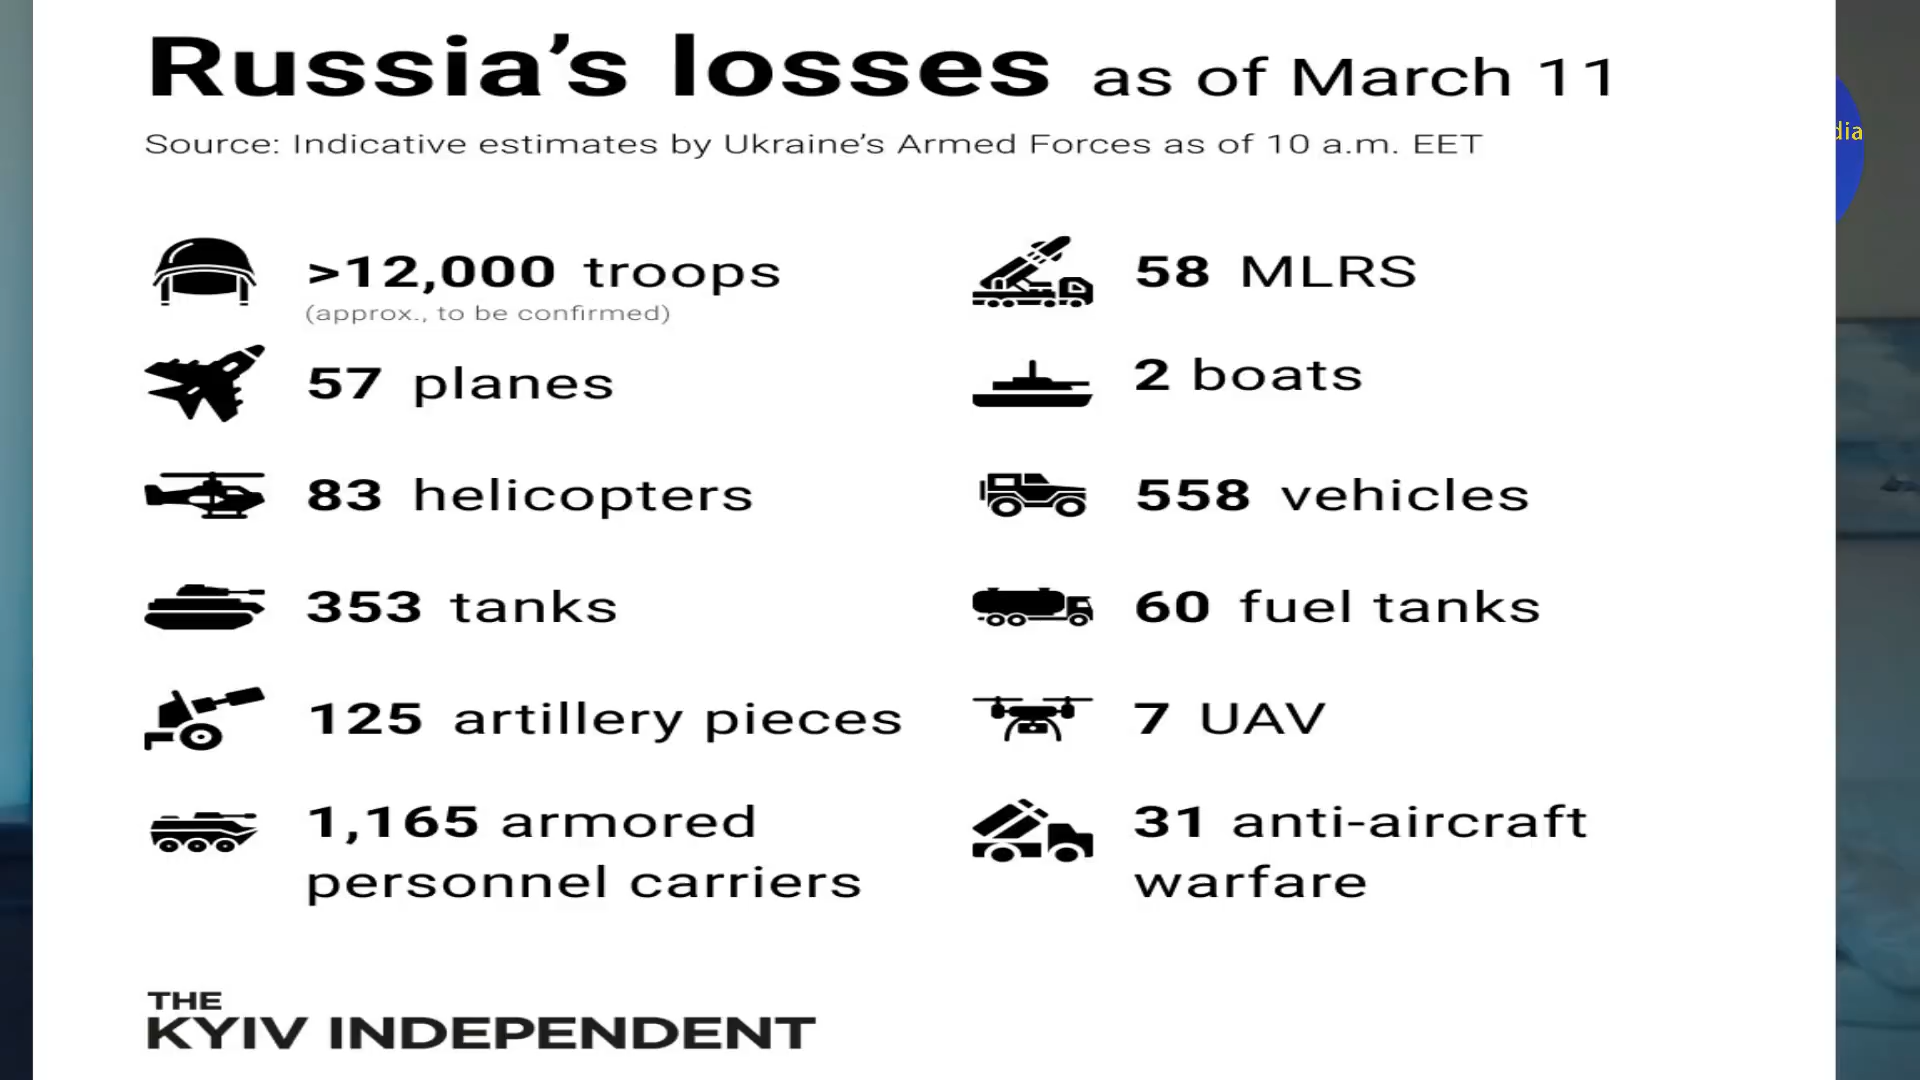 Russia's losses as of March 11
Source: Indicative estimates by Ukraine's Armed Forces as of 10 a.m. EET
>12,000 troops
(approx., to be confirmed)
57 planes
83 helicopters
353 tanks
125 artillery pieces
1,165 armored
personnel carriers
58 MLRS
2 boats
558 vehicles
60 fuel tanks
7 UAV
31 anti-aircraft
warfare
THE
KYIV INDEPENDENT